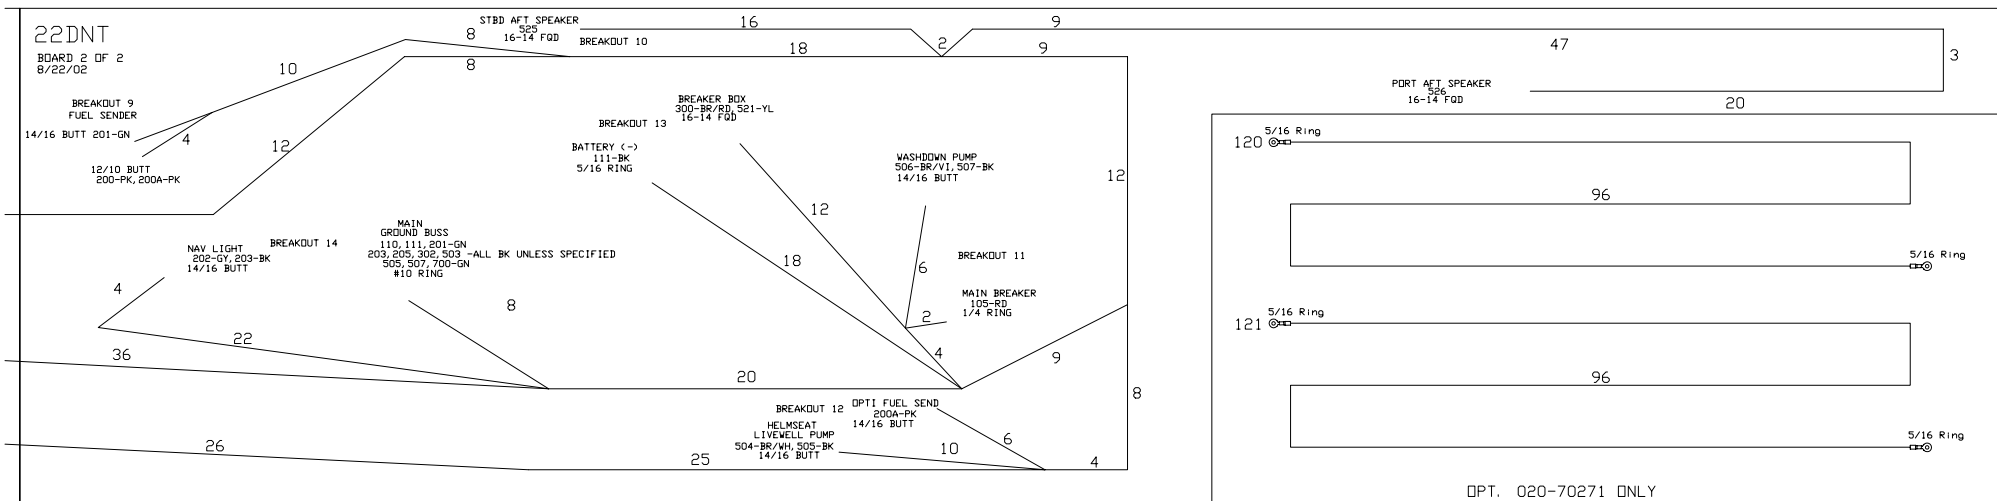 22DNT
BOARD 2 OF 2
8/22/02
STBD AFT SPEAKER
525
16-14 FQD
BREAKOUT 10
8
8
16
18
2
9
9
47
3
PORT AFT SPEAKER
526
16-14 FQD
20
10
BREAKOUT 9
FUEL SENDER
14/16 BUTT 201-GN
4
12/10 BUTT
200-PK,200A-PK
12
BREAKER BOX
300-BR/RD,521-YL
16-14 FQD
BREAKOUT 13
BATTERY (-)
111-BK
5/16 RING
WASHDOWN PUMP
506-BR/VI,507-BK
14/16 BUTT
12
12
18
6
BREAKOUT 11
MAIN BREAKER
105-RD
1/4 RING
2
4
9
8
MAIN
GROUND BUSS
110,111,201-GN
203,205,302,503 -ALL BK UNLESS SPECIFIED
505,507,700-GN
#10 RING
BREAKOUT 14
NAV LIGHT
202-GY,203-BK
14/16 BUTT
4
8
22
36
20
BREAKOUT 12
OPTI FUEL SEND
200A-PK
14/16 BUTT
HELMSEAT
LIVEWELL PUMP
504-BR/WH,505-BK
14/16 BUTT
6
10
4
26
25
120
5/16 Ring
96
5/16 Ring
121
5/16 Ring
96
5/16 Ring
OPT. 020-70271 ONLY